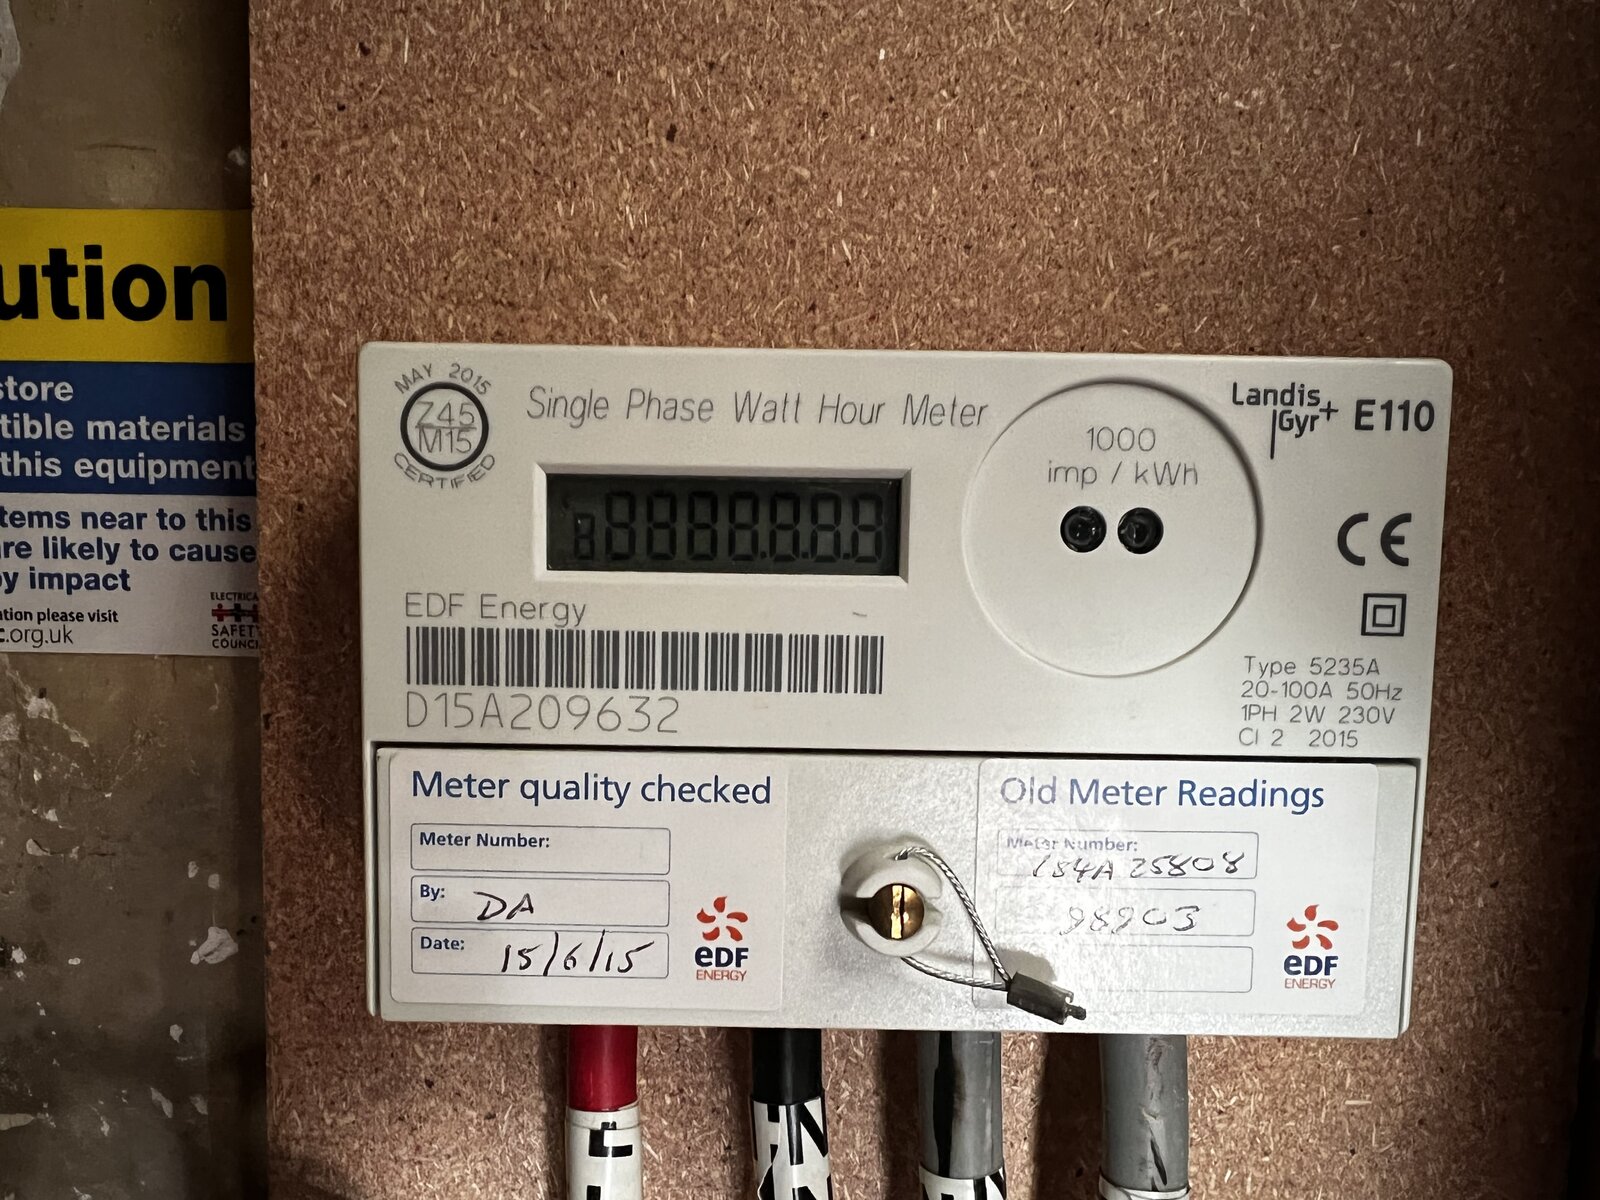 ution
store
tible materials
this equipment
tems near to this
re likely to cause
y impact
ation please visit
.org.uk
ELECTRICA
SAFETY
COUNCI
MAY 2015
Z45
M15
CERTIFIED
Single Phase Watt Hour Meter
1000
imp / kWh
Landis
Gyr+ E110
CE
EDF Energy
D15A209632
Type 5235A
20-100A 50Hz
1PH 2W 230V
Cl 2 2015
Meter quality checked
Meter Number:
By: DA
Date: 15/6/15
eDF
ENERGY
Old Meter Readings
Meter Number:
1S4A 25808
98903
eDF
ENERGY